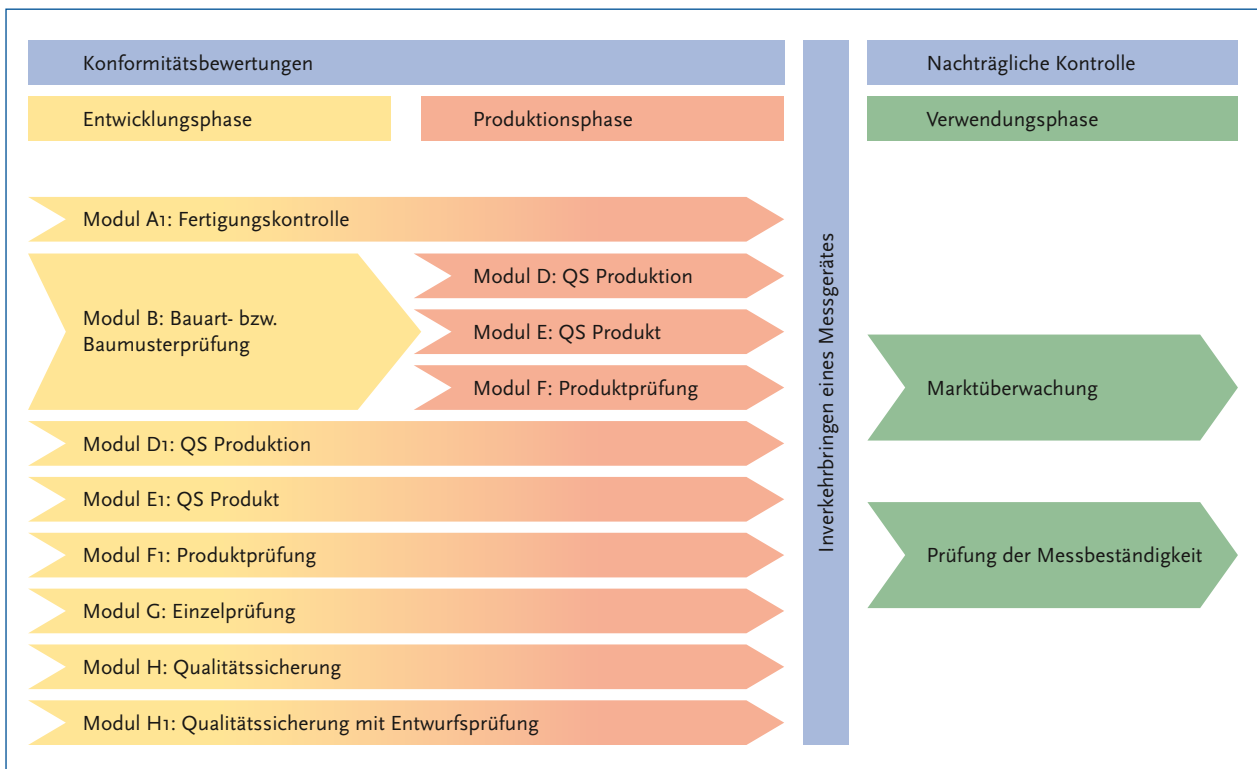 Konformitätsbewertungen
Nachträgliche Kontrolle
Entwicklungsphase
Produktionsphase
Verwendungsphase
Modul A1: Fertigungskontrolle
Modul B: Bauart- bzw.
Baumusterprüfung
Modul D: QS Produktion
Modul E: QS Produkt
Modul F: Produktprüfung
Modul D1: QS Produktion
Modul E1: QS Produkt
Modul F1: Produktprüfung
Modul G: Einzelprüfung
Modul H: Qualitätssicherung
Modul H1: Qualitätssicherung mit Entwurfsprüfung
Inverkehrbringen eines Messgerätes
Marktüberwachung
Prüfung der Messbeständigkeit